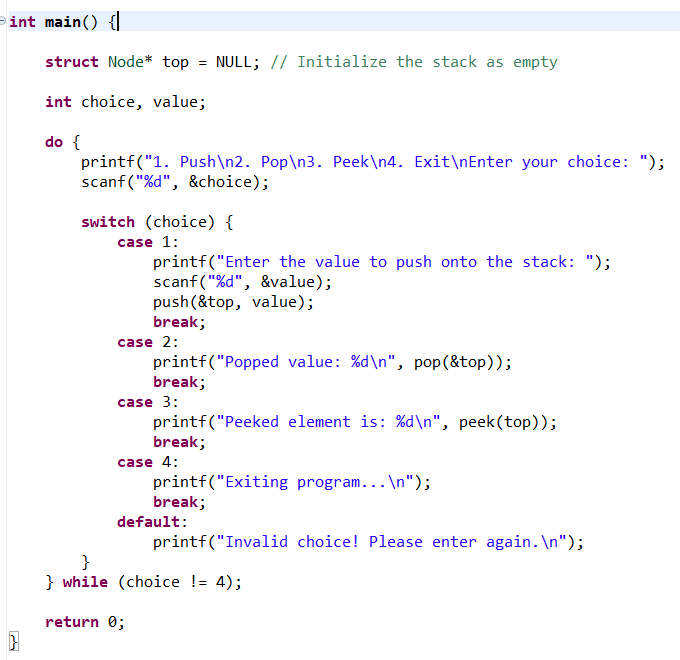 int main() {
struct Node* top = NULL; // Initialize the stack as empty
int choice, value;
do {
printf("1. Push\n2. Pop\n3. Peek\n4. Exit\nEnter your choice: ");
scanf("%d", &choice);
switch (choice) {
case 1:
printf("Enter the value to push onto the stack: ");
scanf("%d", &value);
push(&top, value);
break;
case 2:
printf("Popped value: %d\n", pop(&top));
break;
case 3:
printf("Peeked element is: %d\n", peek(top));
break;
case 4:
printf("Exiting program...\n");
break;
default:
printf("Invalid choice! Please enter again.\n");
}
} while (choice != 4);
return 0;
}